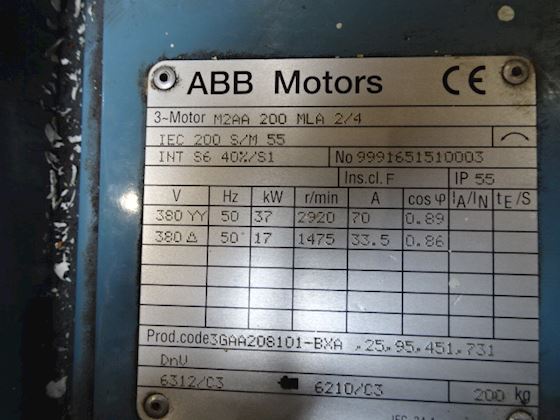 ABB Motors CE
3~Motor M2AA 200 MLA 2/4
IEC 200 S/M 55
INT S6 40%/S1 No 9991651510003
Ins.cl. F IP 55
V Hz kW r/min A cos φ IA/IN tE/S
380 YY 50 37 2920 70 0.89
380 Δ 50 17 1475 33.5 0.86
Prod.code3GAA208101-BXA .25.95.451.731
DnV
6312/C3 6210/C3 200 kg